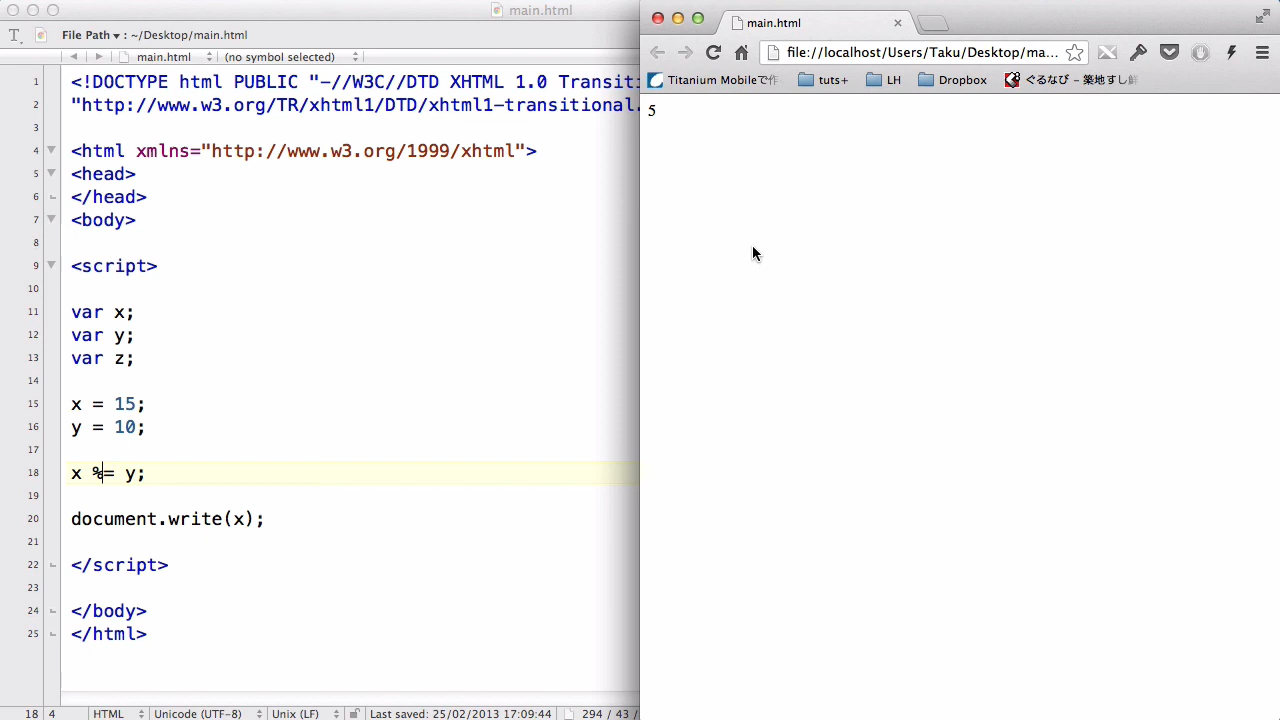 main.html
File Path ▾ : ~/Desktop/main.html
main.html (no symbol selected)
1 <!DOCTYPE html PUBLIC "-//W3C//DTD XHTML 1.0 Transiti
2 "http://www.w3.org/TR/xhtml1/DTD/xhtml1-transitional.
3
4 <html xmlns="http://www.w3.org/1999/xhtml">
5 <head>
6 </head>
7 <body>
8
9 <script>
10
11 var x;
12 var y;
13 var z;
14
15 x = 15;
16 y = 10;
17
18 x %= y;
19
20 document.write(x);
21
22 </script>
23
24 </body>
25 </html>
18 4 HTML Unicode (UTF-8) Unix (LF) Last saved: 25/02/2013 17:09:44 294 / 43 /
main.html
file://localhost/Users/Taku/Desktop/ma...
Titanium Mobileで作 tuts+ LH Dropbox ぐるなび - 築地すし鮮
5